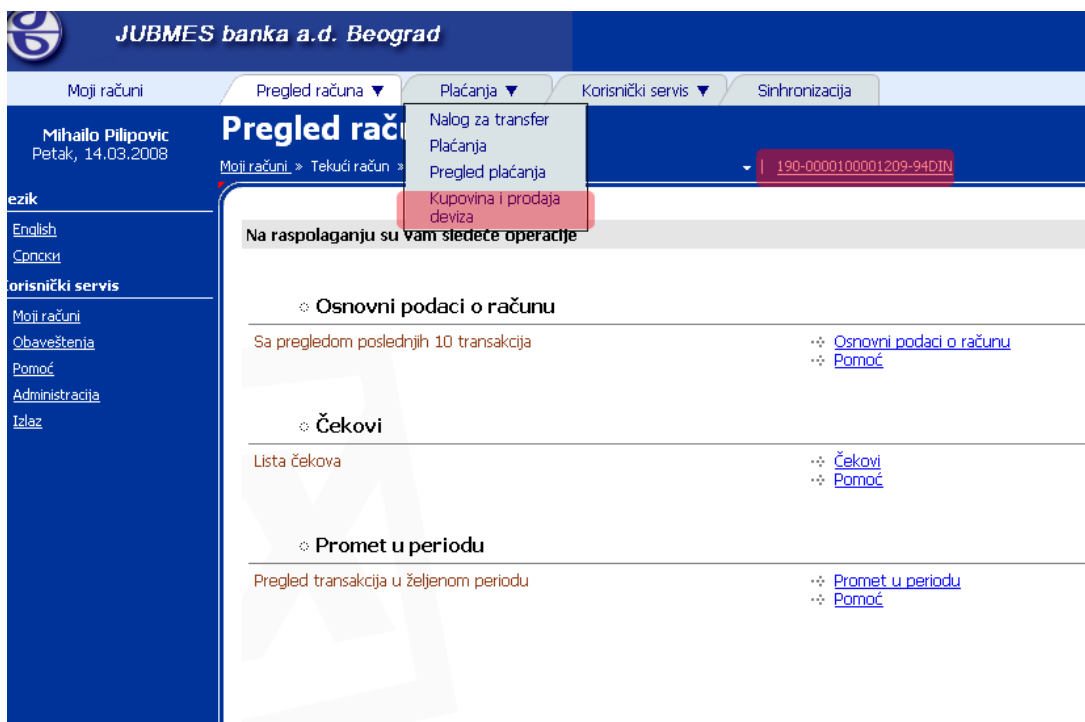 JUBMES banka a.d. Beograd
Moji računi
Pregled računa ▼
Plaćanja ▼
Korisnički servis ▼
Sinhronizacija
Mihailo Pilipovic
Petak, 14.03.2008
Pregled rač
Moji računi » Tekući račun »
190-0000100001209-94DIN
Nalog za transfer
Plaćanja
Pregled plaćanja
Kupovina i prodaja
deviza
ezik
English
Српски
orisnički servis
Moji računi
Obaveštenja
Pomoć
Administracija
Izlaz
Na raspolaganju su vam sledeće operacije
Osnovni podaci o računu
Sa pregledom poslednjih 10 transakcija
Osnovni podaci o računu
Pomoć
Čekovi
Lista čekova
Čekovi
Pomoć
Promet u periodu
Pregled transakcija u željenom periodu
Promet u periodu
Pomoć